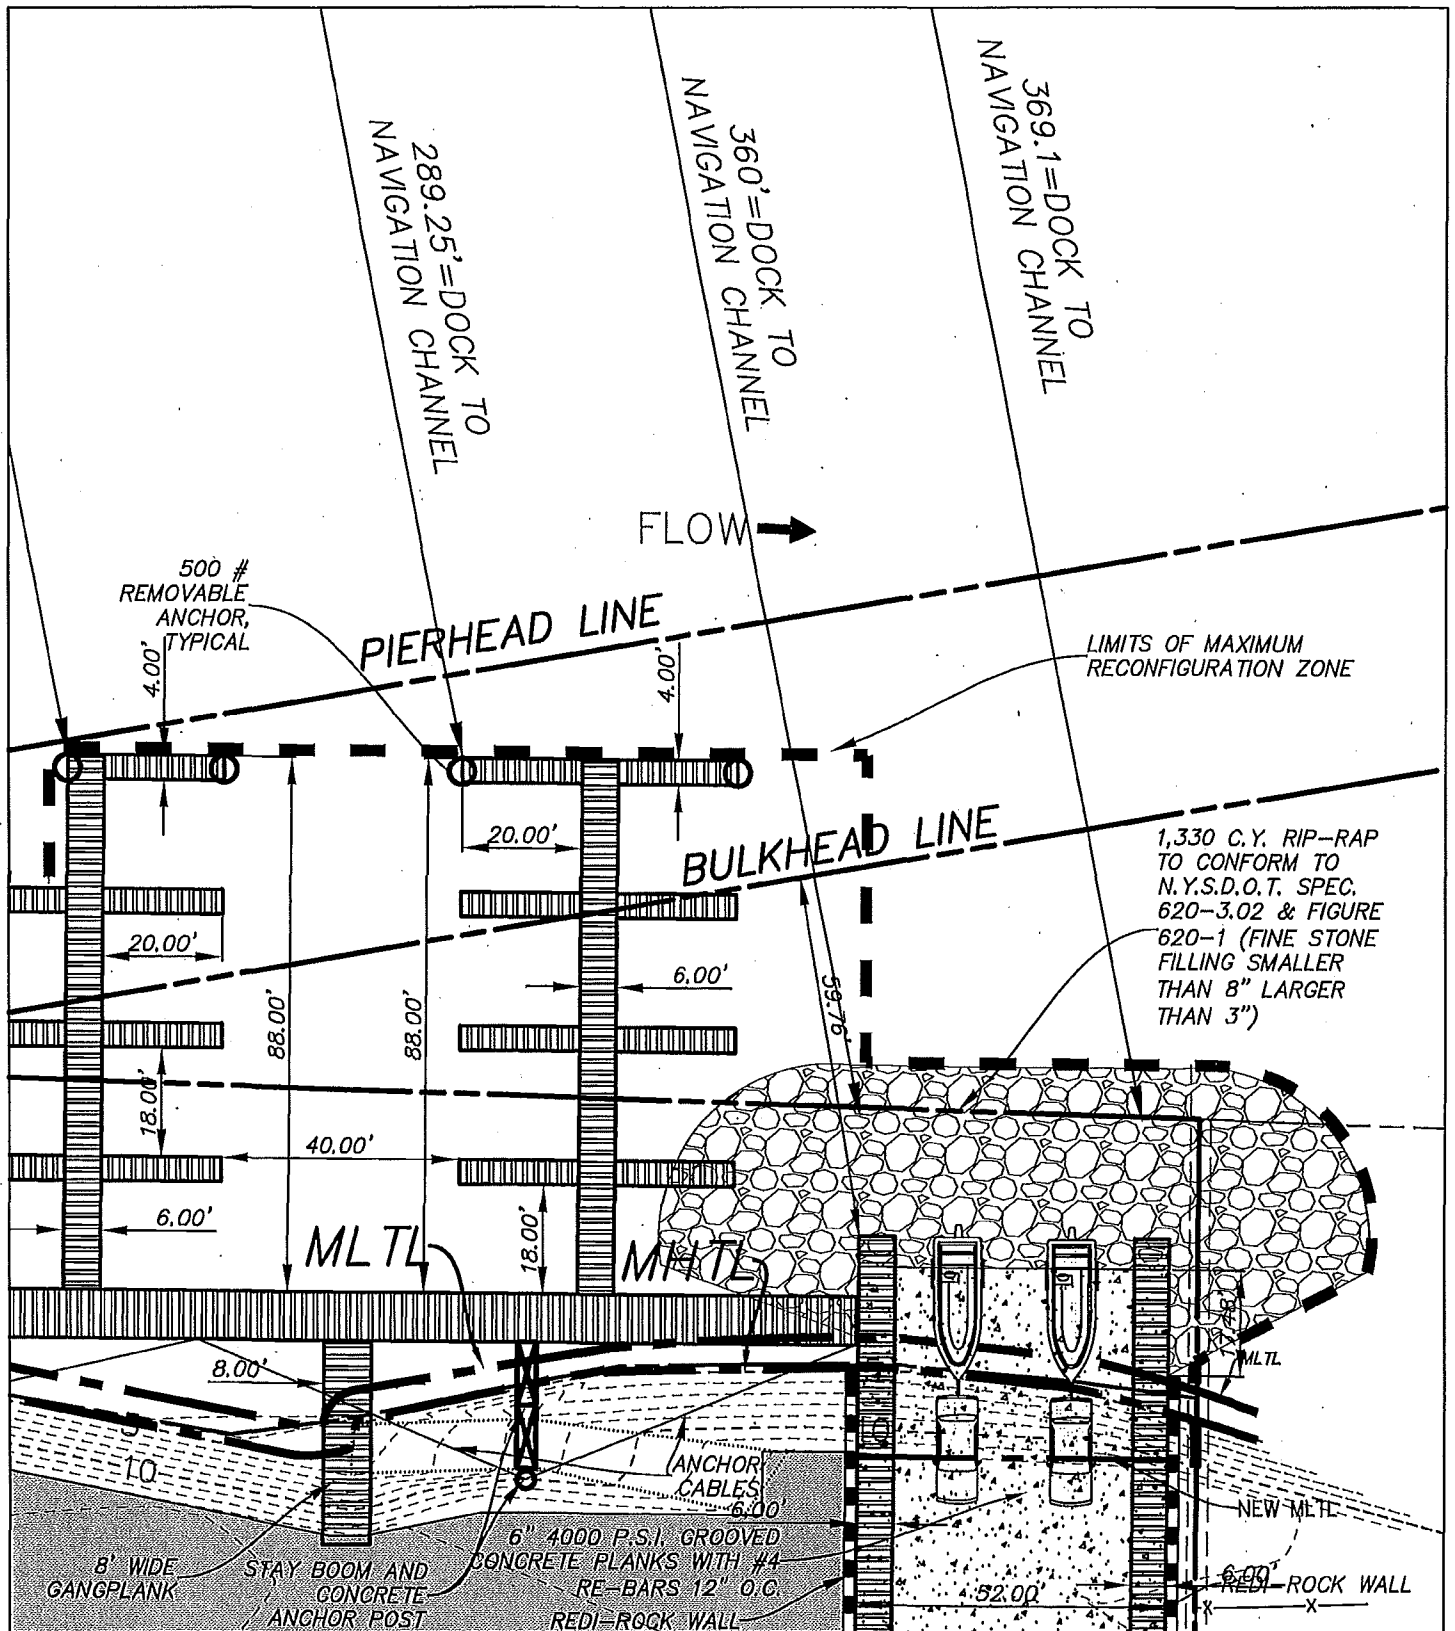 289.25'=DOCK TO
NAVIGATION CHANNEL
360'=DOCK TO
NAVIGATION CHANNEL
369.1=DOCK TO
NAVIGATION CHANNEL
FLOW
500 #
REMOVABLE
ANCHOR,
TYPICAL
PIERHEAD LINE
4.00'
4.00'
LIMITS OF MAXIMUM
RECONFIGURATION ZONE
BULKHEAD LINE
20.00'
1,330 C.Y. RIP-RAP
TO CONFORM TO
N.Y.S.D.O.T. SPEC.
620-3.02 & FIGURE
620-1 (FINE STONE
FILLING SMALLER
THAN 8" LARGER
THAN 3")
20.00'
6.00'
88.00'
88.00'
59.76'
18.00'
40.00'
6.00'
18.00'
MLTL
MHTL
8.00'
MLTL
10
10
ANCHOR
CABLES
6.00'
NEW MLTL
8' WIDE
GANGPLANK
STAY BOOM AND
CONCRETE
ANCHOR POST
6" 4000 P.S.I. GROOVED
CONCRETE PLANKS WITH #4
RE-BARS 12" O.C.
REDI-ROCK WALL
52.00'
6.00'
REDI-ROCK WALL
X
X